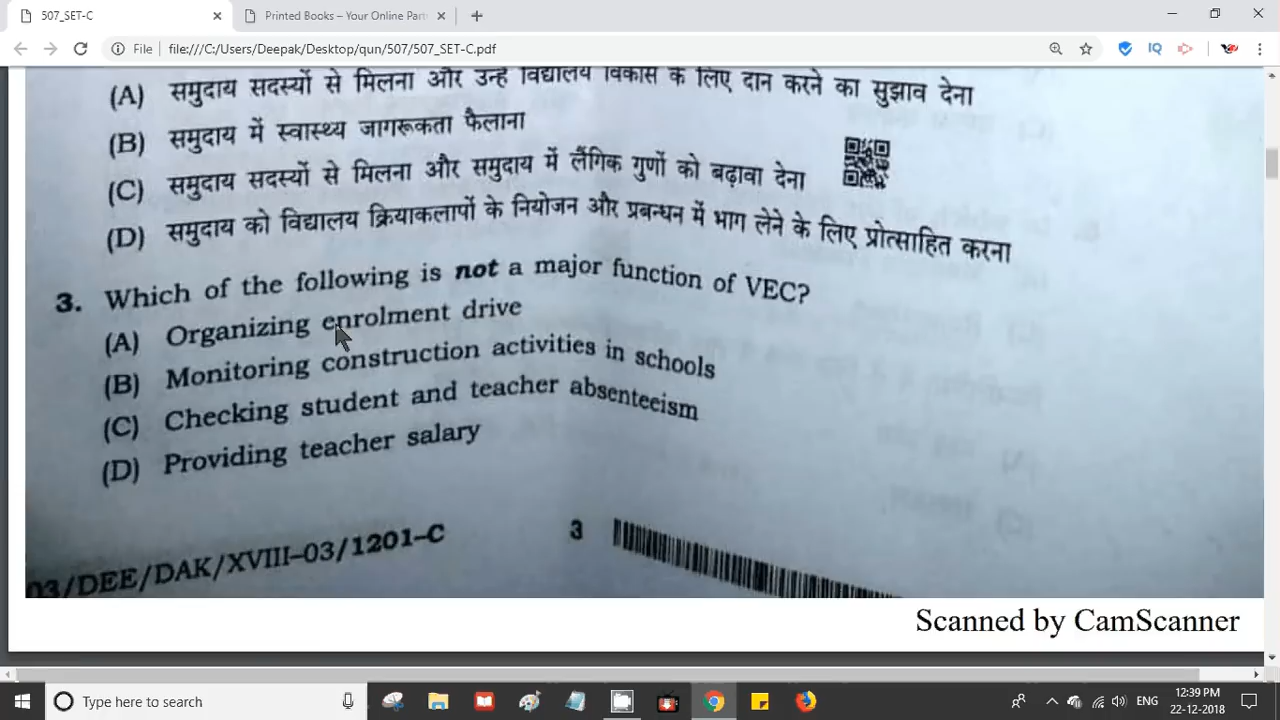 507_SET-C
Printed Books – Your Online Part
File
file:///C:/Users/Deepak/Desktop/qun/507/507_SET-C.pdf
IQ
(A) समुदाय सदस्यों से मिलना और उन्हें विद्यालय विकास के लिए दान करने का सुझाव देना
(B) समुदाय में स्वास्थ्य जागरूकता फैलाना
(C) समुदाय सदस्यों से मिलना और समुदाय में लैंगिक गुणों को बढ़ावा देना
(D) समुदाय को विद्यालय क्रियाकलापों के नियोजन और प्रबन्धन में भाग लेने के लिए प्रोत्साहित करना
3. Which of the following is not a major function of VEC?
(A) Organizing enrolment drive
(B) Monitoring construction activities in schools
(C) Checking student and teacher absenteeism
(D) Providing teacher salary
03/DEE/DAK/XVIII–03/1201–C
3
Scanned by CamScanner
Type here to search
ENG
12:39 PM
22-12-2018